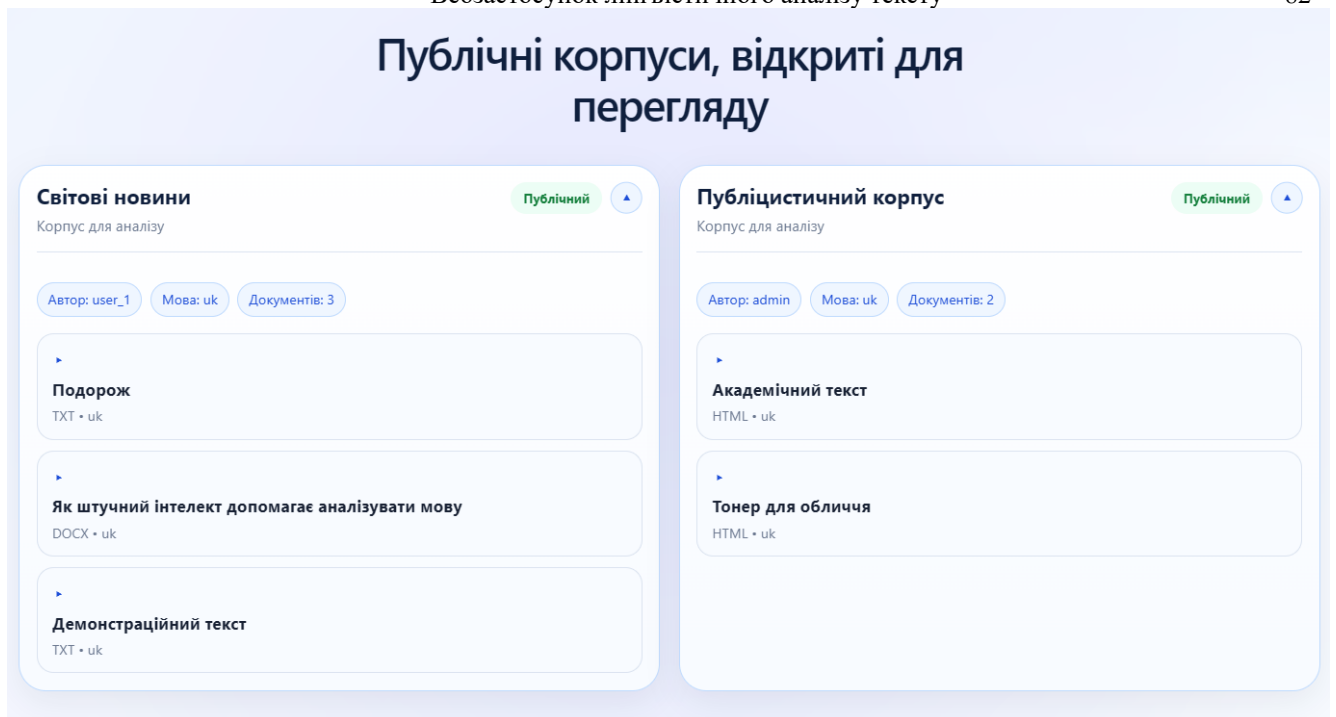 Публічні корпуси, відкриті для
перегляду
Світові новини
Публічний
Корпус для аналізу
Автор: user_1
Мова: uk
Документів: 3
Подорож
TXT • uk
Як штучний інтелект допомагає аналізувати мову
DOCX • uk
Демонстраційний текст
TXT • uk
Публіцистичний корпус
Публічний
Корпус для аналізу
Автор: admin
Мова: uk
Документів: 2
Академічний текст
HTML • uk
Тонер для обличчя
HTML • uk